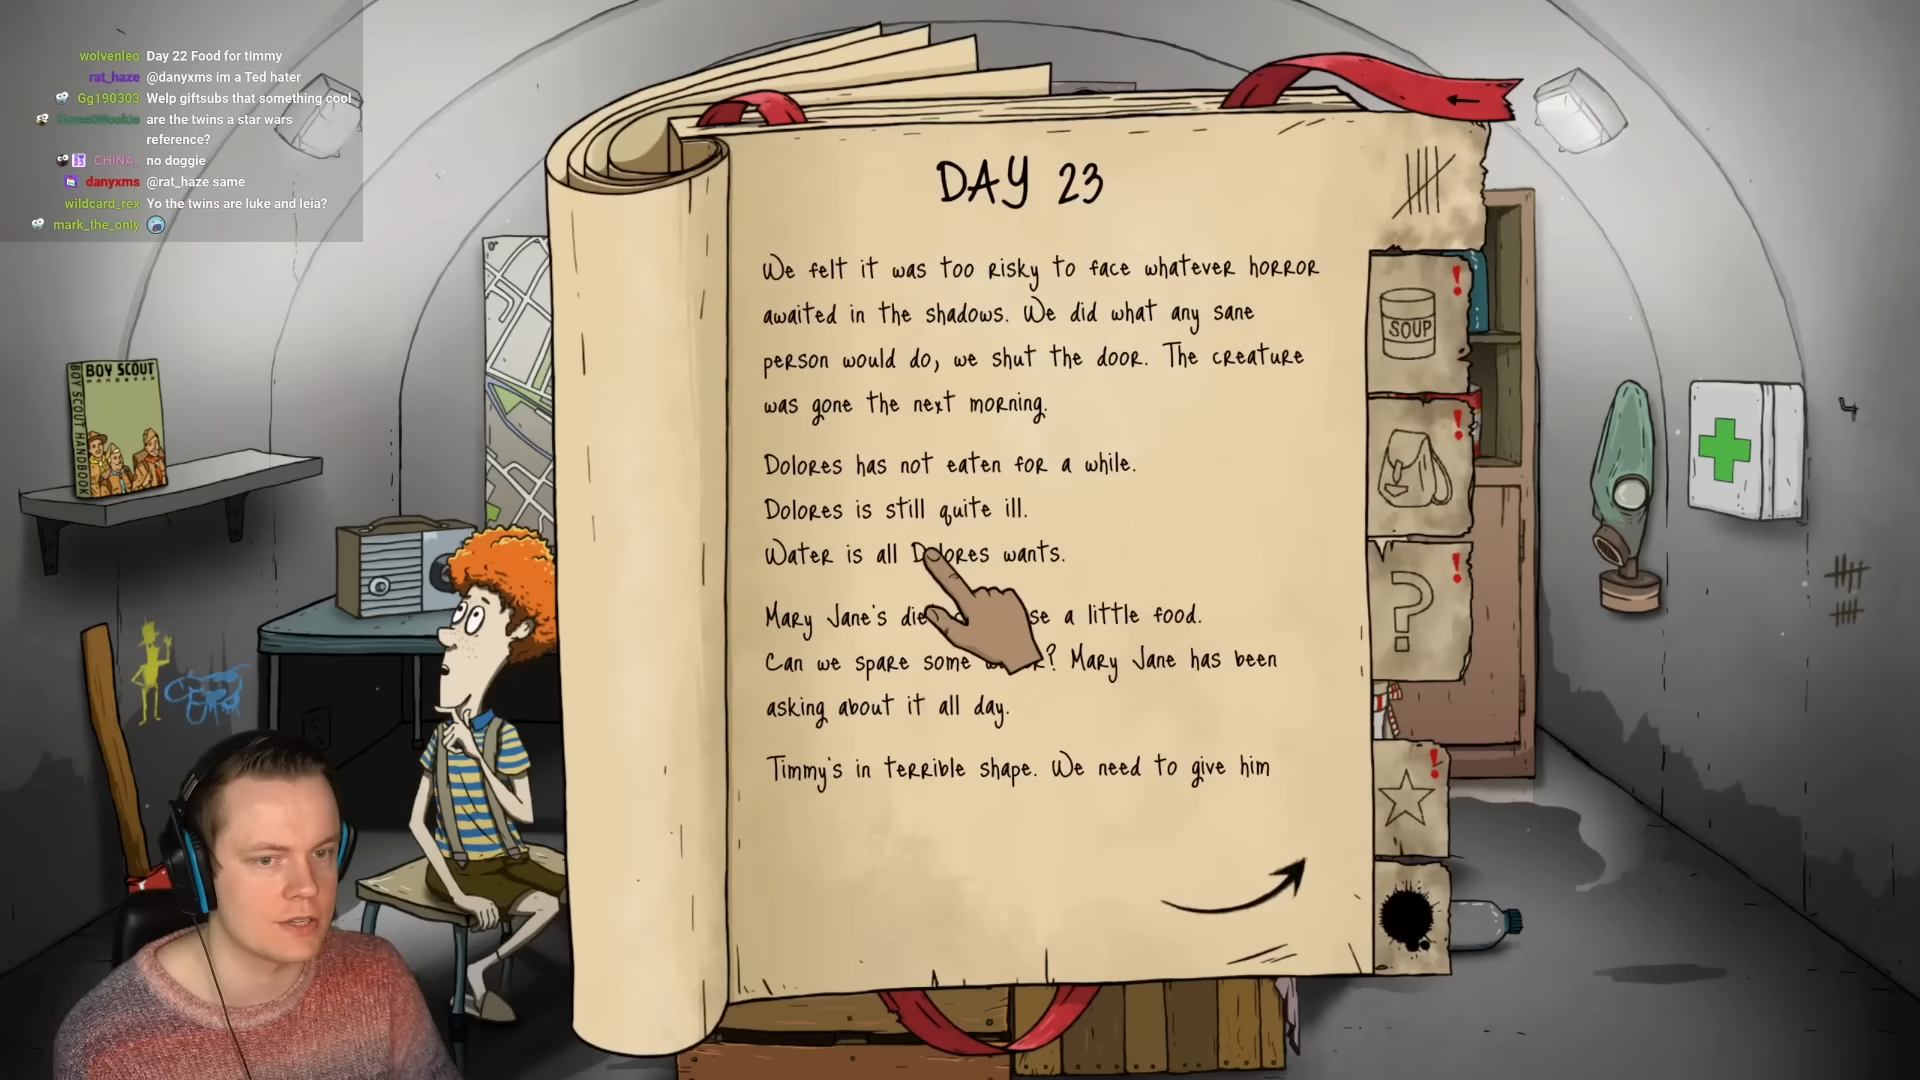 wolvenleo Day 22 Food for timmy
rat_haze @danyxms im a Ted hater
Gg190303 Welp giftsubs that something cool
ForestWookie are the twins a star wars
reference?
CHINA_ no doggie
danyxms @rat_haze same
wildcard_rex Yo the twins are luke and leia?
mark_the_only
BOY SCOUT
HANDBOOK
BOY SCOUT HANDBOOK
DAY 23
We felt it was too risky to face whatever horror
awaited in the shadows. We did what any sane
person would do, we shut the door. The creature
was gone the next morning.
Dolores has not eaten for a while.
Dolores is still quite ill.
Water is all Dolores wants.
Mary Jane's a little food.
Can we spare some ? Mary Jane has been
asking about it all day.
Timmy's in terrible shape. We need to give him
SOUP
!
!
?
!
!